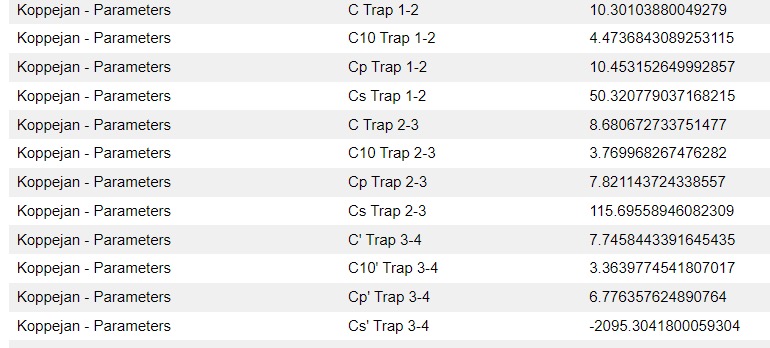 Koppejan - Parameters C Trap 1-2 10.30103880049279
Koppejan - Parameters C10 Trap 1-2 4.4736843089253115
Koppejan - Parameters Cp Trap 1-2 10.453152649992857
Koppejan - Parameters Cs Trap 1-2 50.320779037168215
Koppejan - Parameters C Trap 2-3 8.680672733751477
Koppejan - Parameters C10 Trap 2-3 3.769968267476282
Koppejan - Parameters Cp Trap 2-3 7.821143724338557
Koppejan - Parameters Cs Trap 2-3 115.69558946082309
Koppejan - Parameters C' Trap 3-4 7.7458443391645435
Koppejan - Parameters C10' Trap 3-4 3.3639774541807017
Koppejan - Parameters Cp' Trap 3-4 6.776357624890764
Koppejan - Parameters Cs' Trap 3-4 -2095.3041800059304